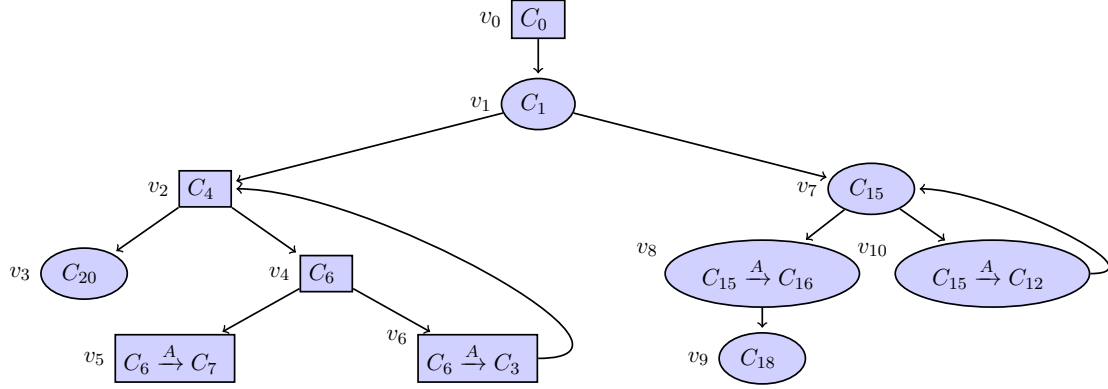 v₀ C₀
v₁ C₁
v₂ C₄
v₇ C₁₅
v₃ C₂₀
v₄ C₆
v₈ C₁₅ —A→ C₁₆
v₁₀ C₁₅ —A→ C₁₂
v₅ C₆ —A→ C₇
v₆ C₆ —A→ C₃
v₉ C₁₈